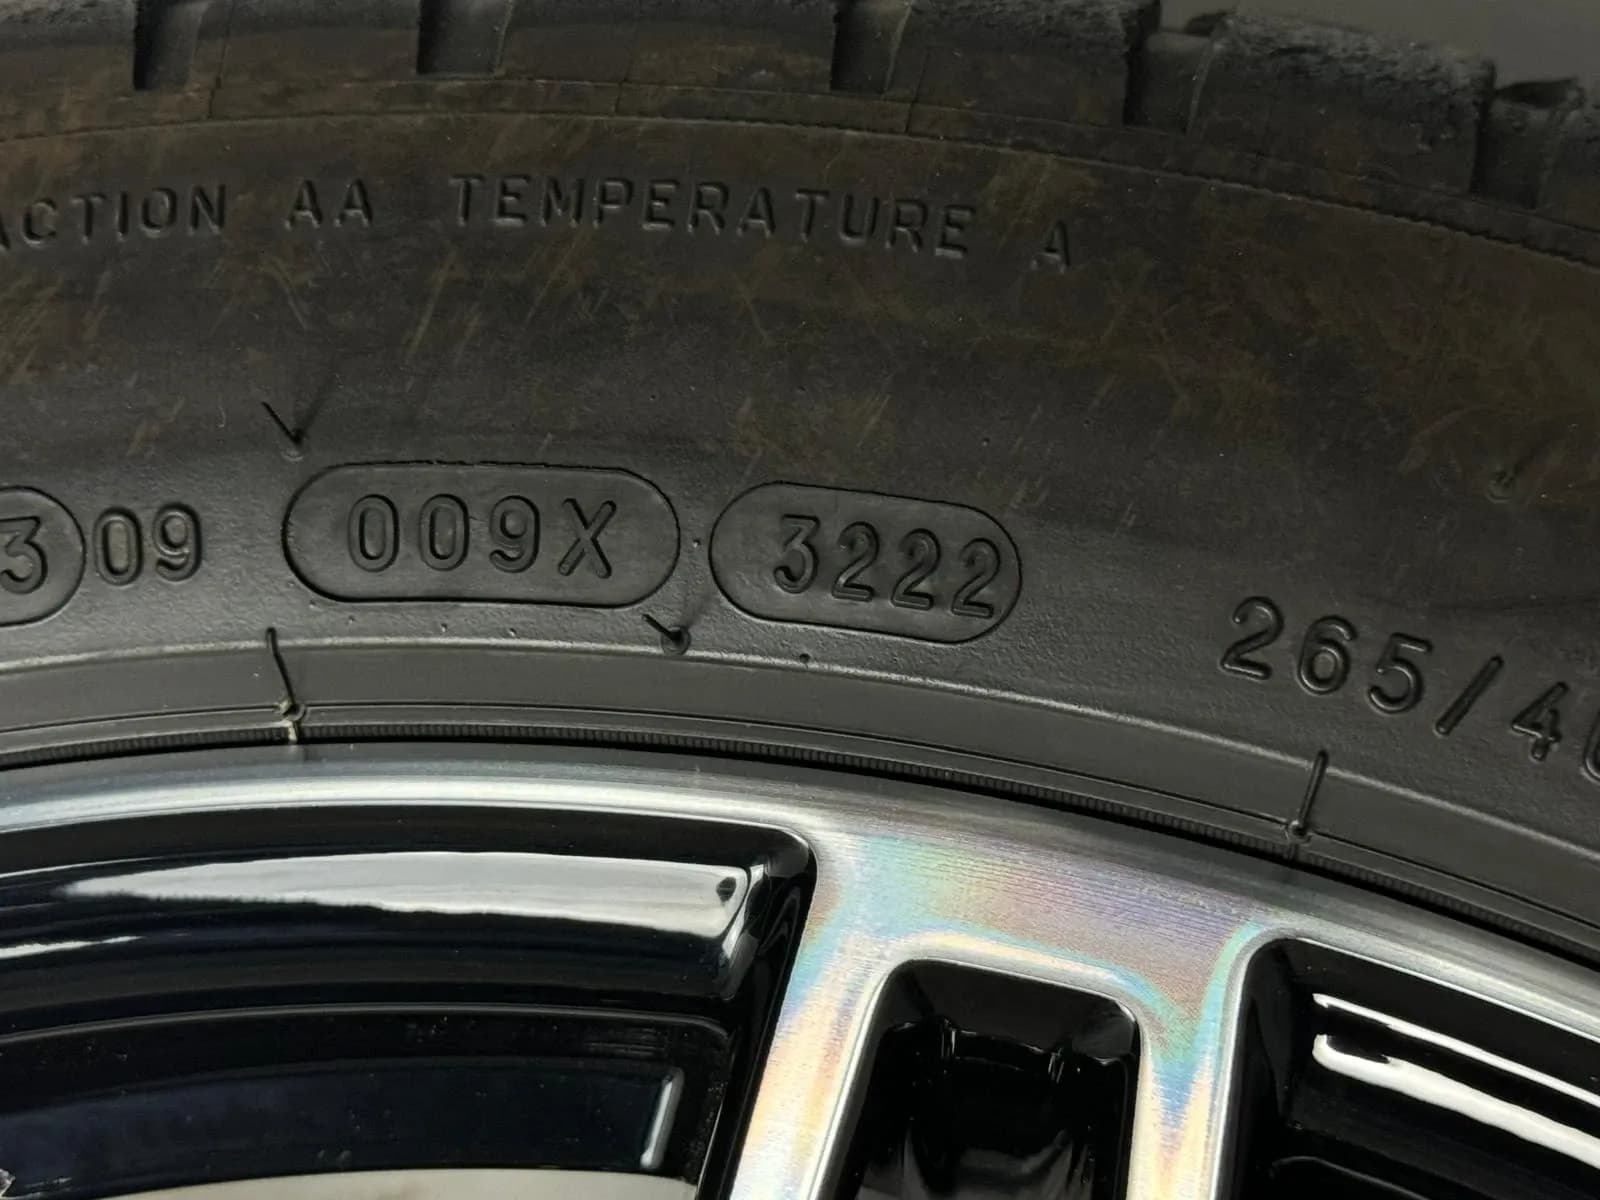 ACTION AA TEMPERATURE A
3 09 009X 3222 265/4